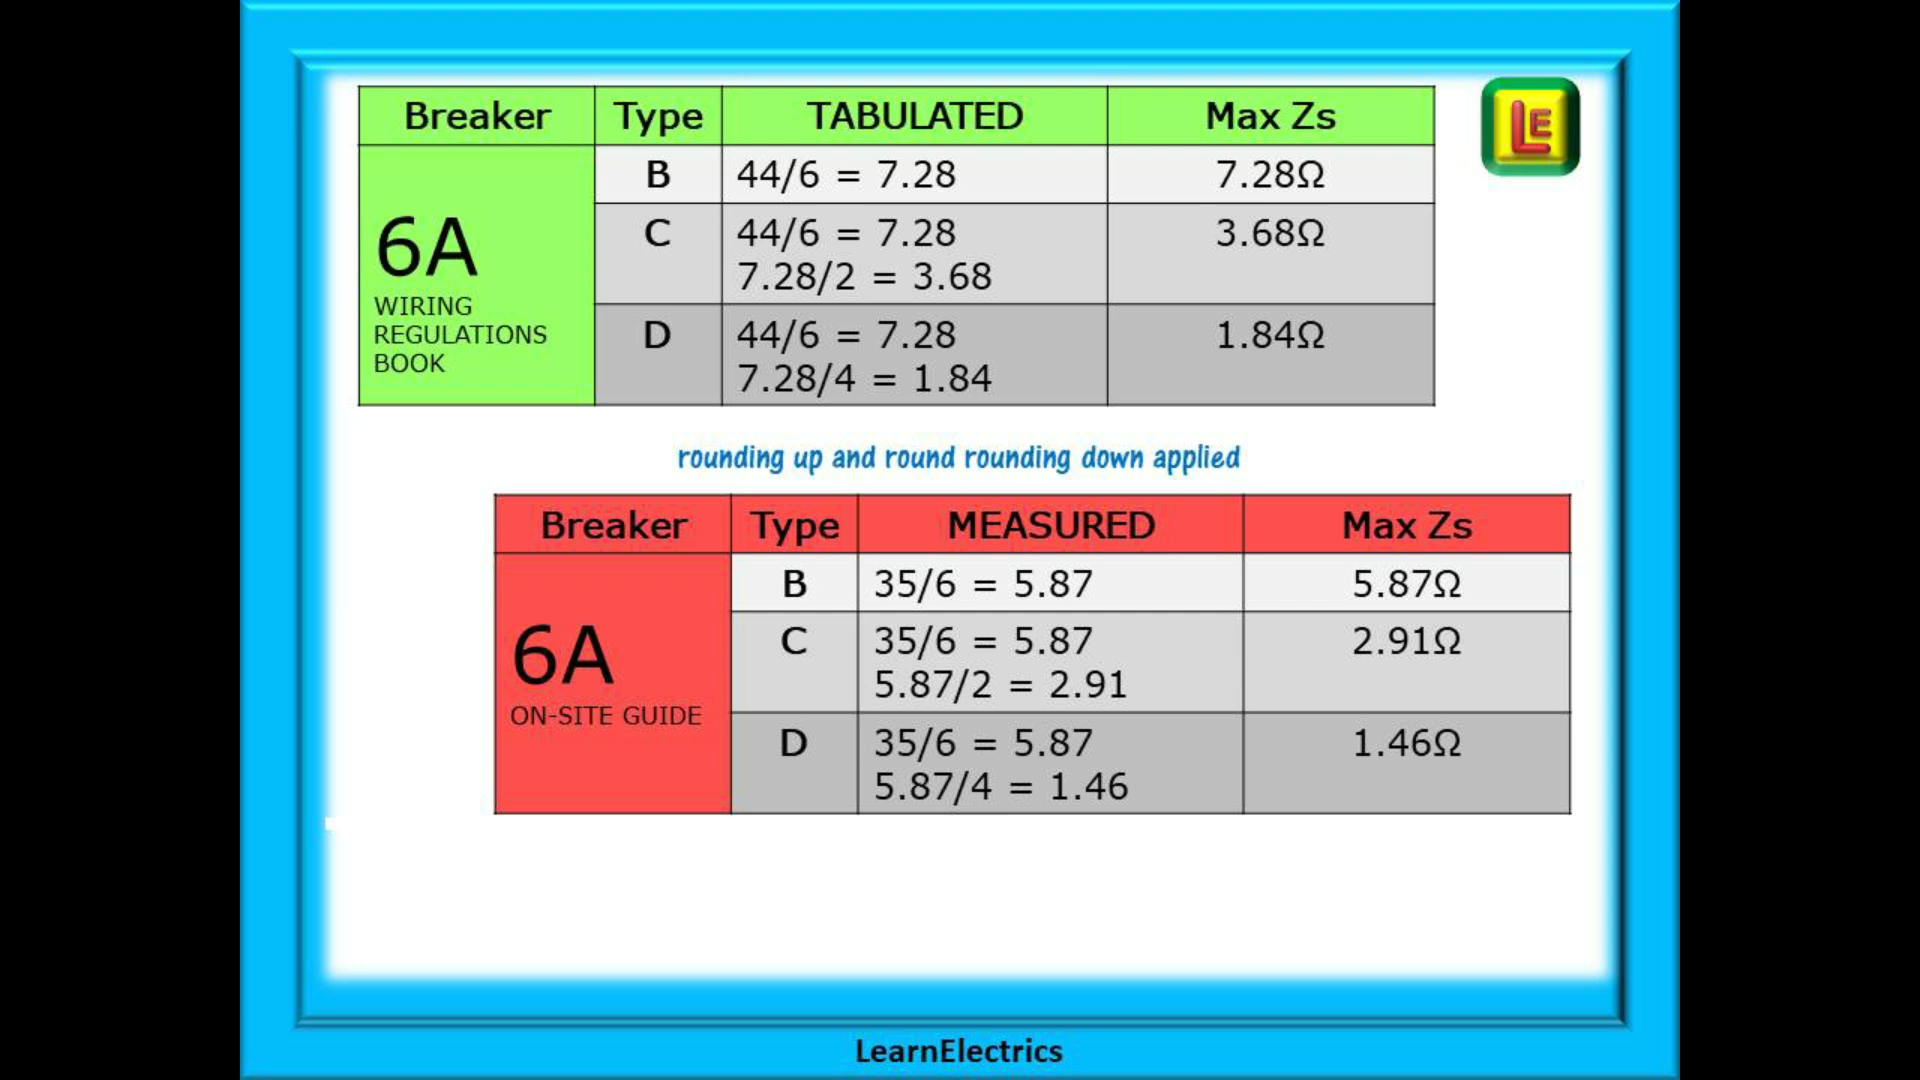 Breaker Type TABULATED Max Zs
B 44/6 = 7.28 7.28Ω
6A
WIRING
REGULATIONS
BOOK
C 44/6 = 7.28 3.68Ω
7.28/2 = 3.68
D 44/6 = 7.28 1.84Ω
7.28/4 = 1.84
LE
rounding up and round rounding down applied
Breaker Type MEASURED Max Zs
B 35/6 = 5.87 5.87Ω
6A
ON-SITE GUIDE
C 35/6 = 5.87 2.91Ω
5.87/2 = 2.91
D 35/6 = 5.87 1.46Ω
5.87/4 = 1.46
LearnElectrics